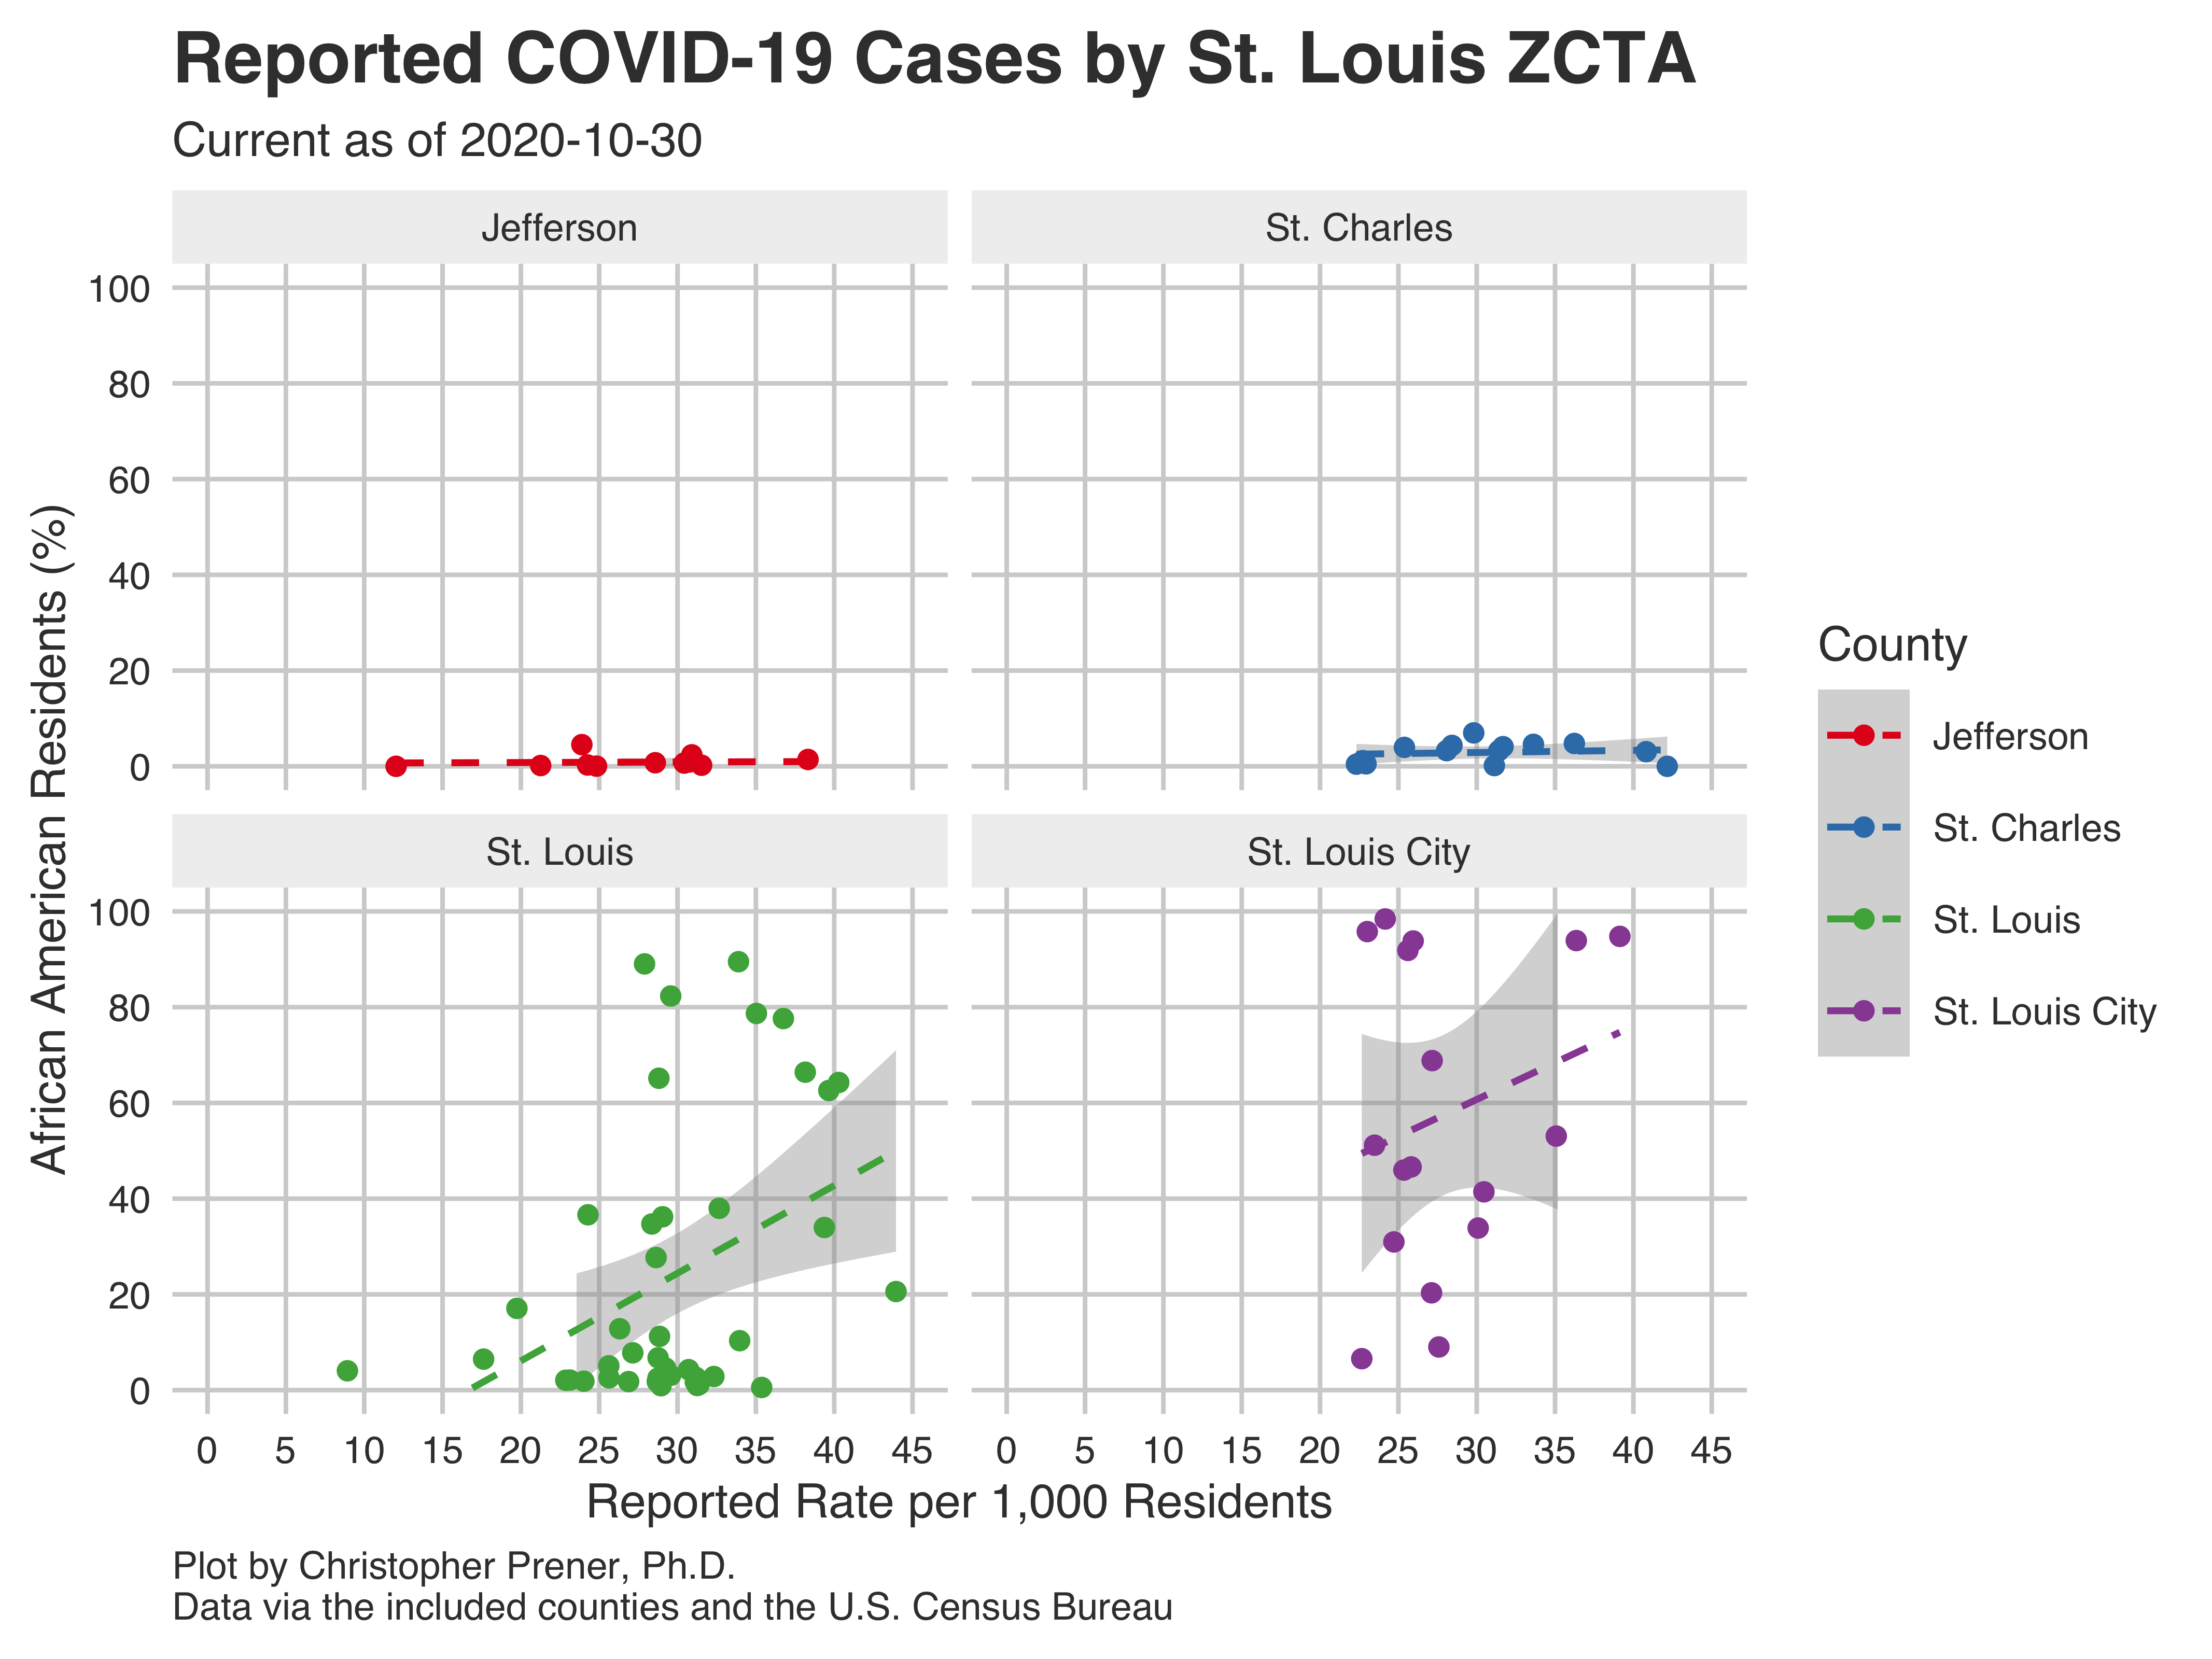 Reported COVID-19 Cases by St. Louis ZCTA
Current as of 2020-10-30
Jefferson
St. Charles
100
80
60
40
20
0
St. Louis
St. Louis City
100
80
60
40
20
0
0 5 10 15 20 25 30 35 40 45
0 5 10 15 20 25 30 35 40 45
African American Residents (%)
Reported Rate per 1,000 Residents
County
Jefferson
St. Charles
St. Louis
St. Louis City
Plot by Christopher Prener, Ph.D.
Data via the included counties and the U.S. Census Bureau